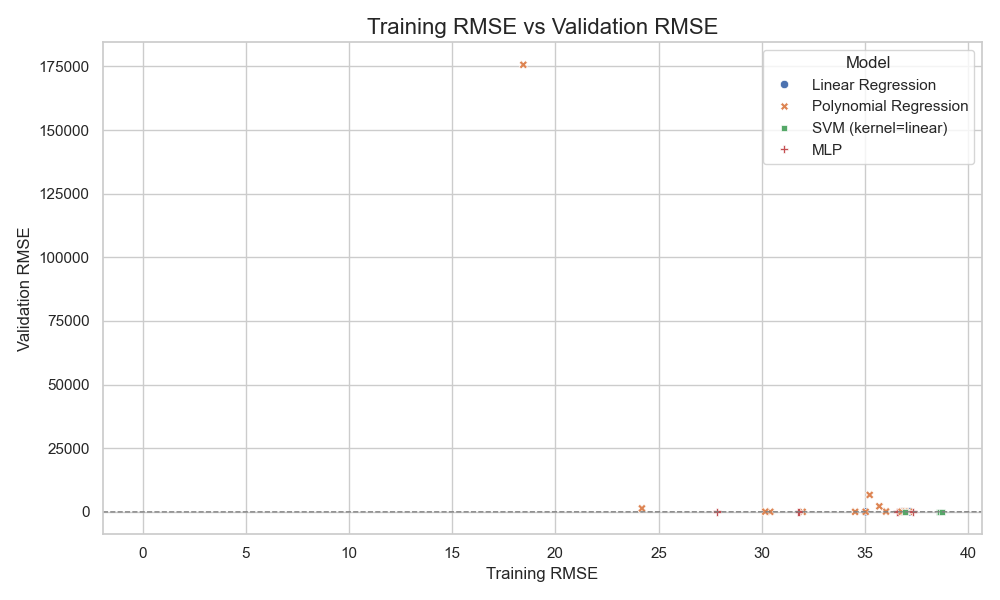 Training RMSE vs Validation RMSE
Validation RMSE
175000
150000
125000
100000
75000
50000
25000
0
0
5
10
15
20
25
30
35
40
Training RMSE
Model
Linear Regression
Polynomial Regression
SVM (kernel=linear)
MLP